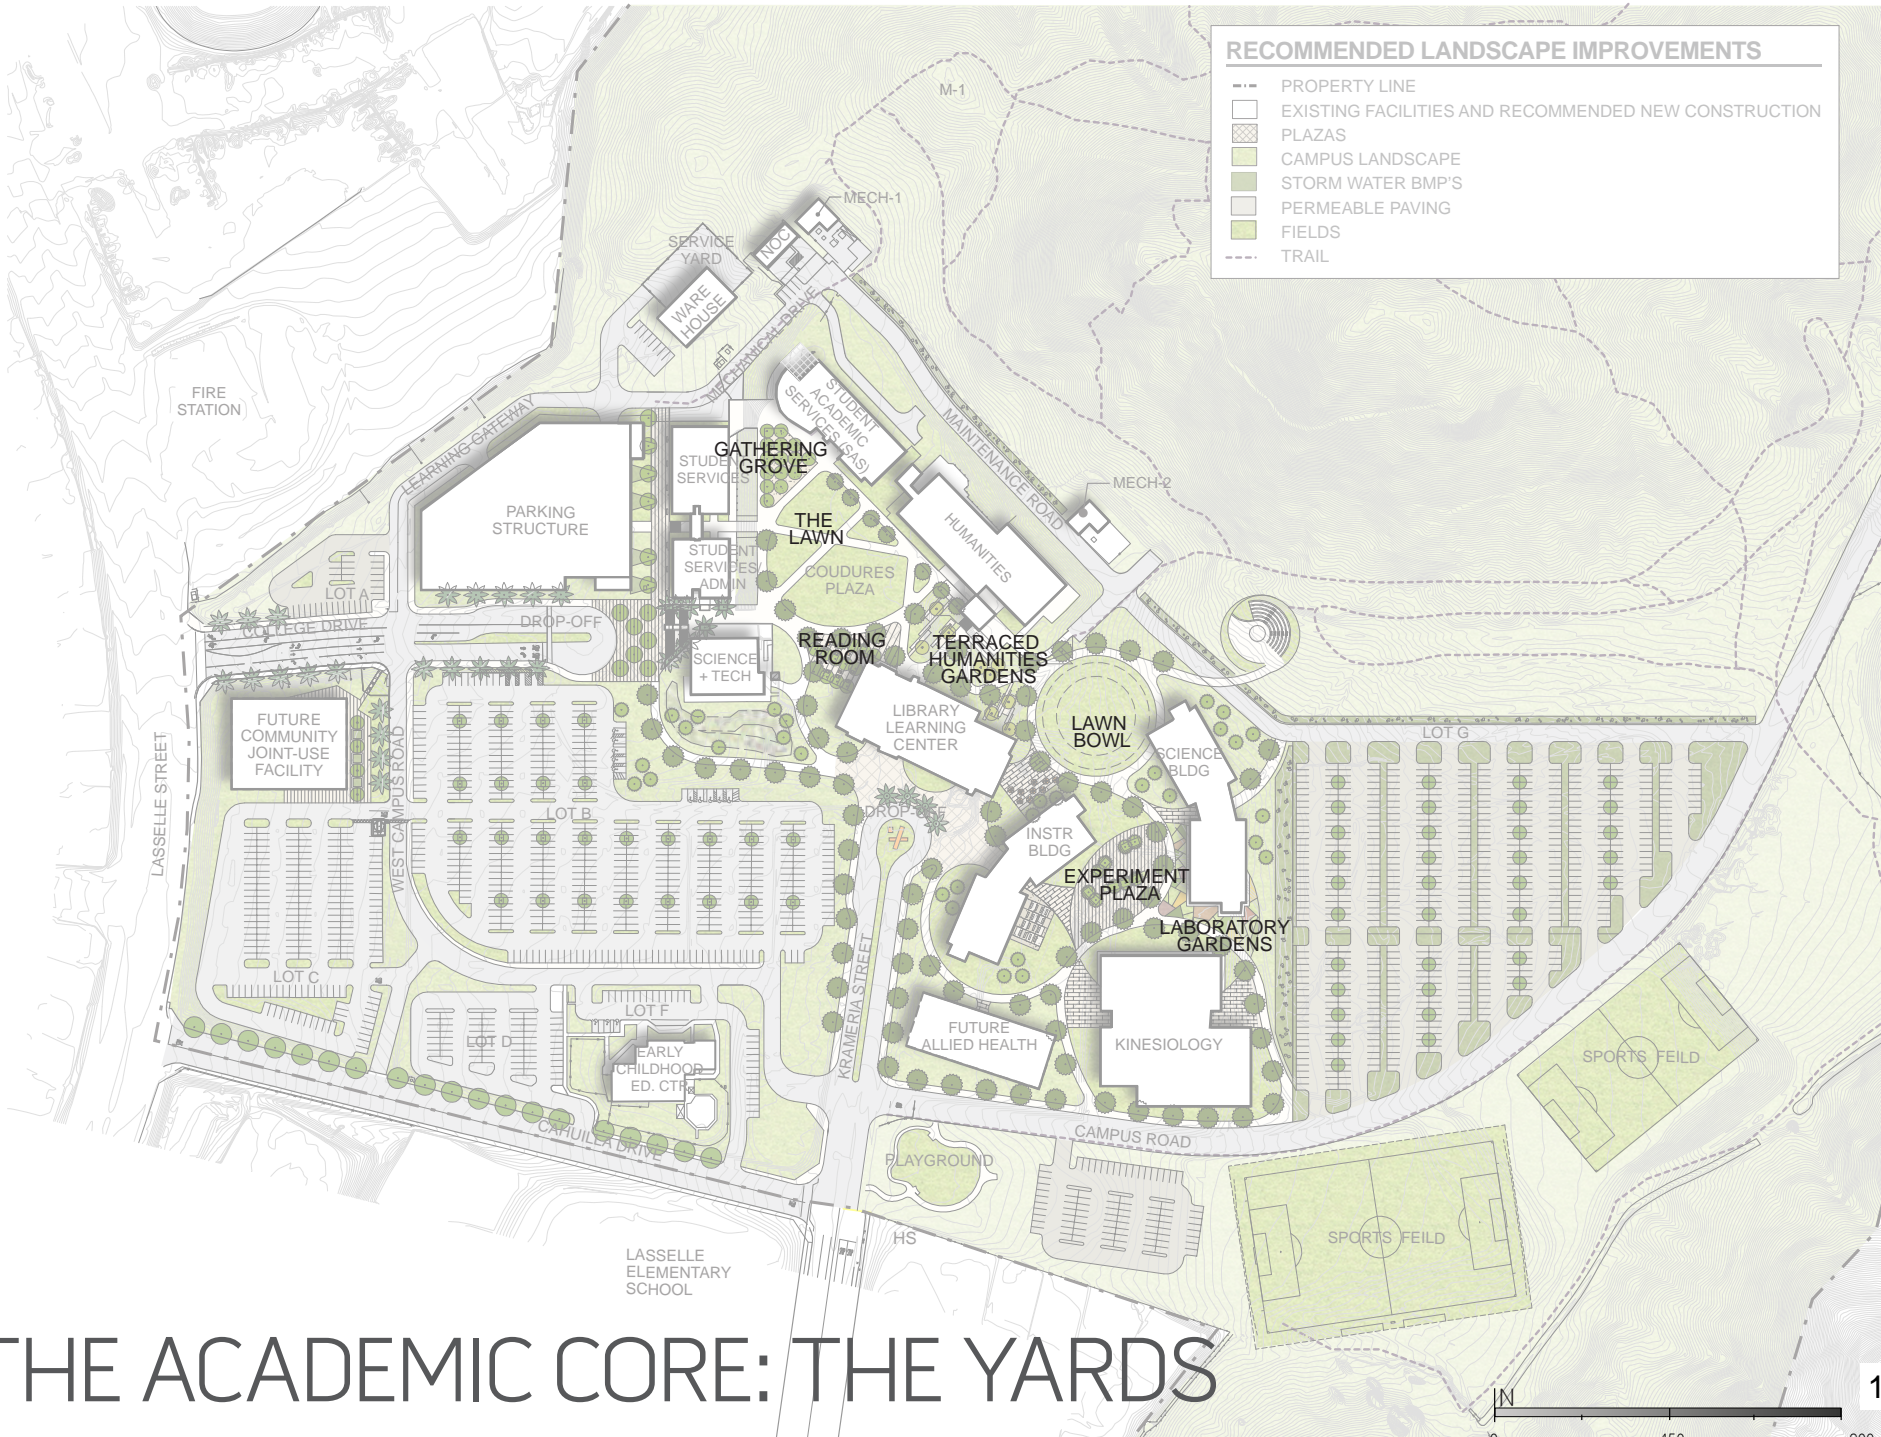 RECOMMENDED LANDSCAPE IMPROVEMENTS
PROPERTY LINE
EXISTING FACILITIES AND RECOMMENDED NEW CONSTRUCTION
PLAZAS
CAMPUS LANDSCAPE
STORM WATER BMP'S
PERMEABLE PAVING
FIELDS
TRAIL
M-1
MECH-1
NOC
SERVICE
YARD
WARE
HOUSE
MECHANICAL DRIVE
FIRE
STATION
LEARNING GATEWAY
STUDENT
ACADEMIC
SERVICES (SAS)
MAINTENANCE ROAD
MECH-2
GATHERING
GROVE
STUDENT
SERVICES
PARKING
STRUCTURE
THE
LAWN
HUMANITIES
STUDENT
SERVICES/
ADMIN
COUDURES
PLAZA
LOT A
COLLEGE DRIVE
DROP-OFF
READING
ROOM
TERRACED
HUMANITIES
GARDENS
SCIENCE
+ TECH
LIBRARY
LEARNING
CENTER
LAWN
BOWL
SCIENCE
BLDG
LOT G
FUTURE
COMMUNITY
JOINT-USE
FACILITY
LASSELLE STREET
WEST CAMPUS ROAD
LOT B
DROP-OFF
INSTR
BLDG
EXPERIMENT
PLAZA
LABORATORY
GARDENS
LOT C
KRAMERIA STREET
LOT F
LOT D
FUTURE
ALLIED HEALTH
KINESIOLOGY
EARLY
CHILDHOOD
ED. CTR
SPORTS FEILD
CAHUILLA DRIVE
CAMPUS ROAD
PLAYGROUND
HS
SPORTS FEILD
LASSELLE
ELEMENTARY
SCHOOL
THE ACADEMIC CORE: THE YARDS
N
1